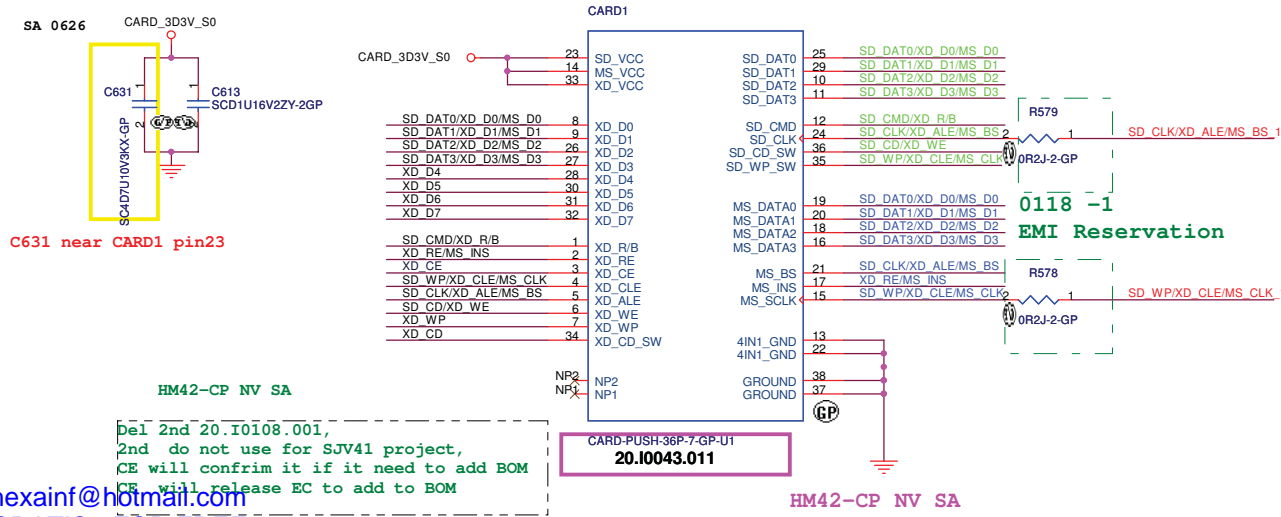 SA 0626
CARD_3D3V_S0
C631
1
2
SC4D7U10V3KX-GP
C613
SCD1U16V2ZY-2GP
1
2
C631 near CARD1 pin23
CARD1
CARD_3D3V_S0
23 SD_VCC
14 MS_VCC
33 XD_VCC
SD_DAT0/XD_D0/MS_D0 8 XD_D0
SD_DAT1/XD_D1/MS_D1 9 XD_D1
SD_DAT2/XD_D2/MS_D2 26 XD_D2
SD_DAT3/XD_D3/MS_D3 27 XD_D3
XD_D4 28 XD_D4
XD_D5 30 XD_D5
XD_D6 31 XD_D6
XD_D7 32 XD_D7
SD_CMD/XD_R/B 1 XD_R/B
XD_RE/MS_INS 2 XD_RE
XD_CE 3 XD_CE
SD_WP/XD_CLE/MS_CLK 4 XD_CLE
SD_CLK/XD_ALE/MS_BS 5 XD_ALE
SD_CD/XD_WE 6 XD_WE
XD_WP 7 XD_WP
XD_CD 34 XD_CD_SW
NP2 NP2
NP1 NP1
SD_DAT0 25 SD_DAT0/XD_D0/MS_D0
SD_DAT1 29 SD_DAT1/XD_D1/MS_D1
SD_DAT2 10 SD_DAT2/XD_D2/MS_D2
SD_DAT3 11 SD_DAT3/XD_D3/MS_D3
SD_CMD 12 SD_CMD/XD_R/B
SD_CLK 24 SD_CLK/XD_ALE/MS_BS
SD_CD_SW 36 SD_CD/XD_WE
SD_WP_SW 35 SD_WP/XD_CLE/MS_CLK
MS_DATA0 19 SD_DAT0/XD_D0/MS_D0
MS_DATA1 20 SD_DAT1/XD_D1/MS_D1
MS_DATA2 18 SD_DAT2/XD_D2/MS_D2
MS_DATA3 16 SD_DAT3/XD_D3/MS_D3
MS_BS 21 SD_CLK/XD_ALE/MS_BS
MS_INS 17 XD_RE/MS_INS
MS_SCLK 15 SD_WP/XD_CLE/MS_CLK
4IN1_GND 13
4IN1_GND 22
GROUND 38
GROUND 37
GP
R579
2 1 SD_CLK/XD_ALE/MS_BS_1
0R2J-2-GP
0118 -1
EMI Reservation
R578
2 1 SD_WP/XD_CLE/MS_CLK_
0R2J-2-GP
CARD-PUSH-36P-7-GP-U1
20.I0043.011
HM42-CP NV SA
HM42-CP NV SA
Del 2nd 20.I0108.001,
2nd do not use for SJV41 project,
CE will confrim it if it need to add BOM
CE will release EC to add to BOM
hexainf@hotmail.com